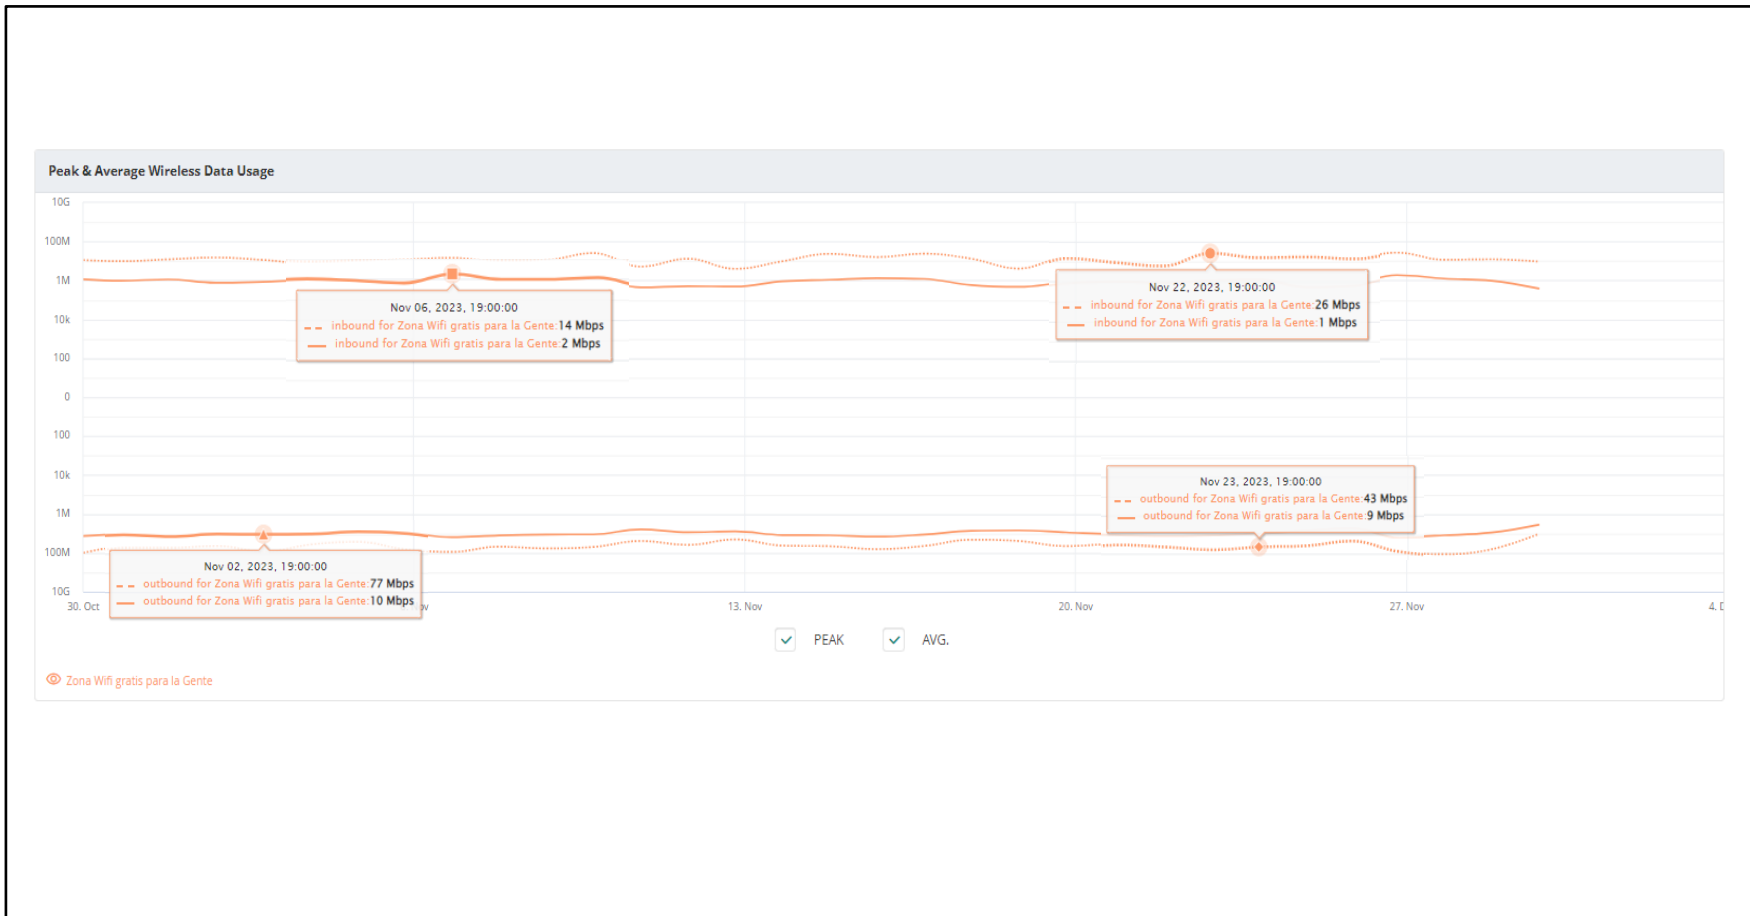 Peak & Average Wireless Data Usage
10G
100M
1M
10k
100
0
100
10k
1M
100M
10G
Nov 06, 2023, 19:00:00
inbound for Zona Wifi gratis para la Gente:14 Mbps
inbound for Zona Wifi gratis para la Gente:2 Mbps
Nov 22, 2023, 19:00:00
inbound for Zona Wifi gratis para la Gente:26 Mbps
inbound for Zona Wifi gratis para la Gente:1 Mbps
Nov 23, 2023, 19:00:00
outbound for Zona Wifi gratis para la Gente:43 Mbps
outbound for Zona Wifi gratis para la Gente:9 Mbps
Nov 02, 2023, 19:00:00
outbound for Zona Wifi gratis para la Gente:77 Mbps
outbound for Zona Wifi gratis para la Gente:10 Mbps
30. Oct 13. Nov 20. Nov 27. Nov 4.
PEAK AVG.
Zona Wifi gratis para la Gente